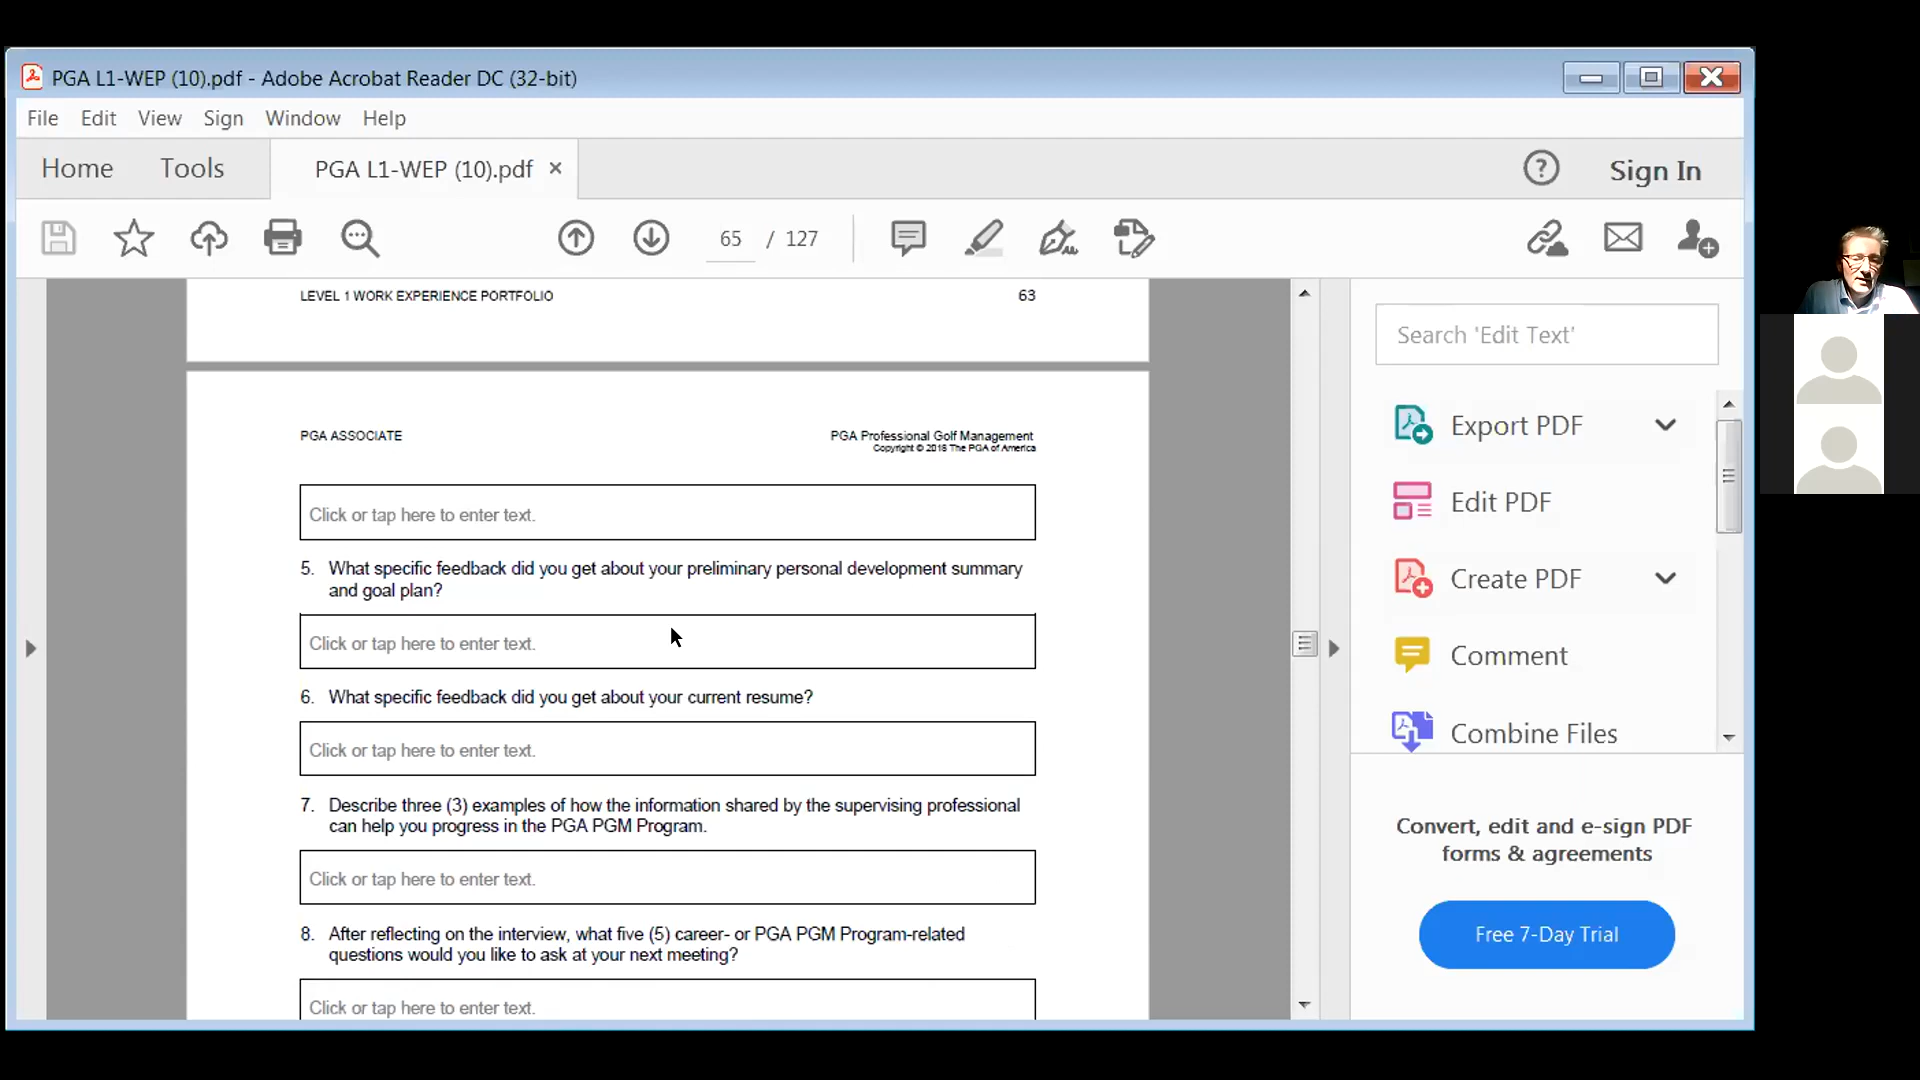 PGA L1-WEP (10).pdf - Adobe Acrobat Reader DC (32-bit)
File Edit View Sign Window Help
Home Tools PGA L1-WEP (10).pdf × ? Sign In
65 / 127
LEVEL 1 WORK EXPERIENCE PORTFOLIO 63
PGA ASSOCIATE PGA Professional Golf Management
Copyright © 2018 The PGA of America
Click or tap here to enter text.
5. What specific feedback did you get about your preliminary personal development summary
and goal plan?
Click or tap here to enter text.
6. What specific feedback did you get about your current resume?
Click or tap here to enter text.
7. Describe three (3) examples of how the information shared by the supervising professional
can help you progress in the PGA PGM Program.
Click or tap here to enter text.
8. After reflecting on the interview, what five (5) career- or PGA PGM Program-related
questions would you like to ask at your next meeting?
Click or tap here to enter text.
Search 'Edit Text'
Export PDF
Edit PDF
Create PDF
Comment
Combine Files
Convert, edit and e-sign PDF
forms & agreements
Free 7-Day Trial